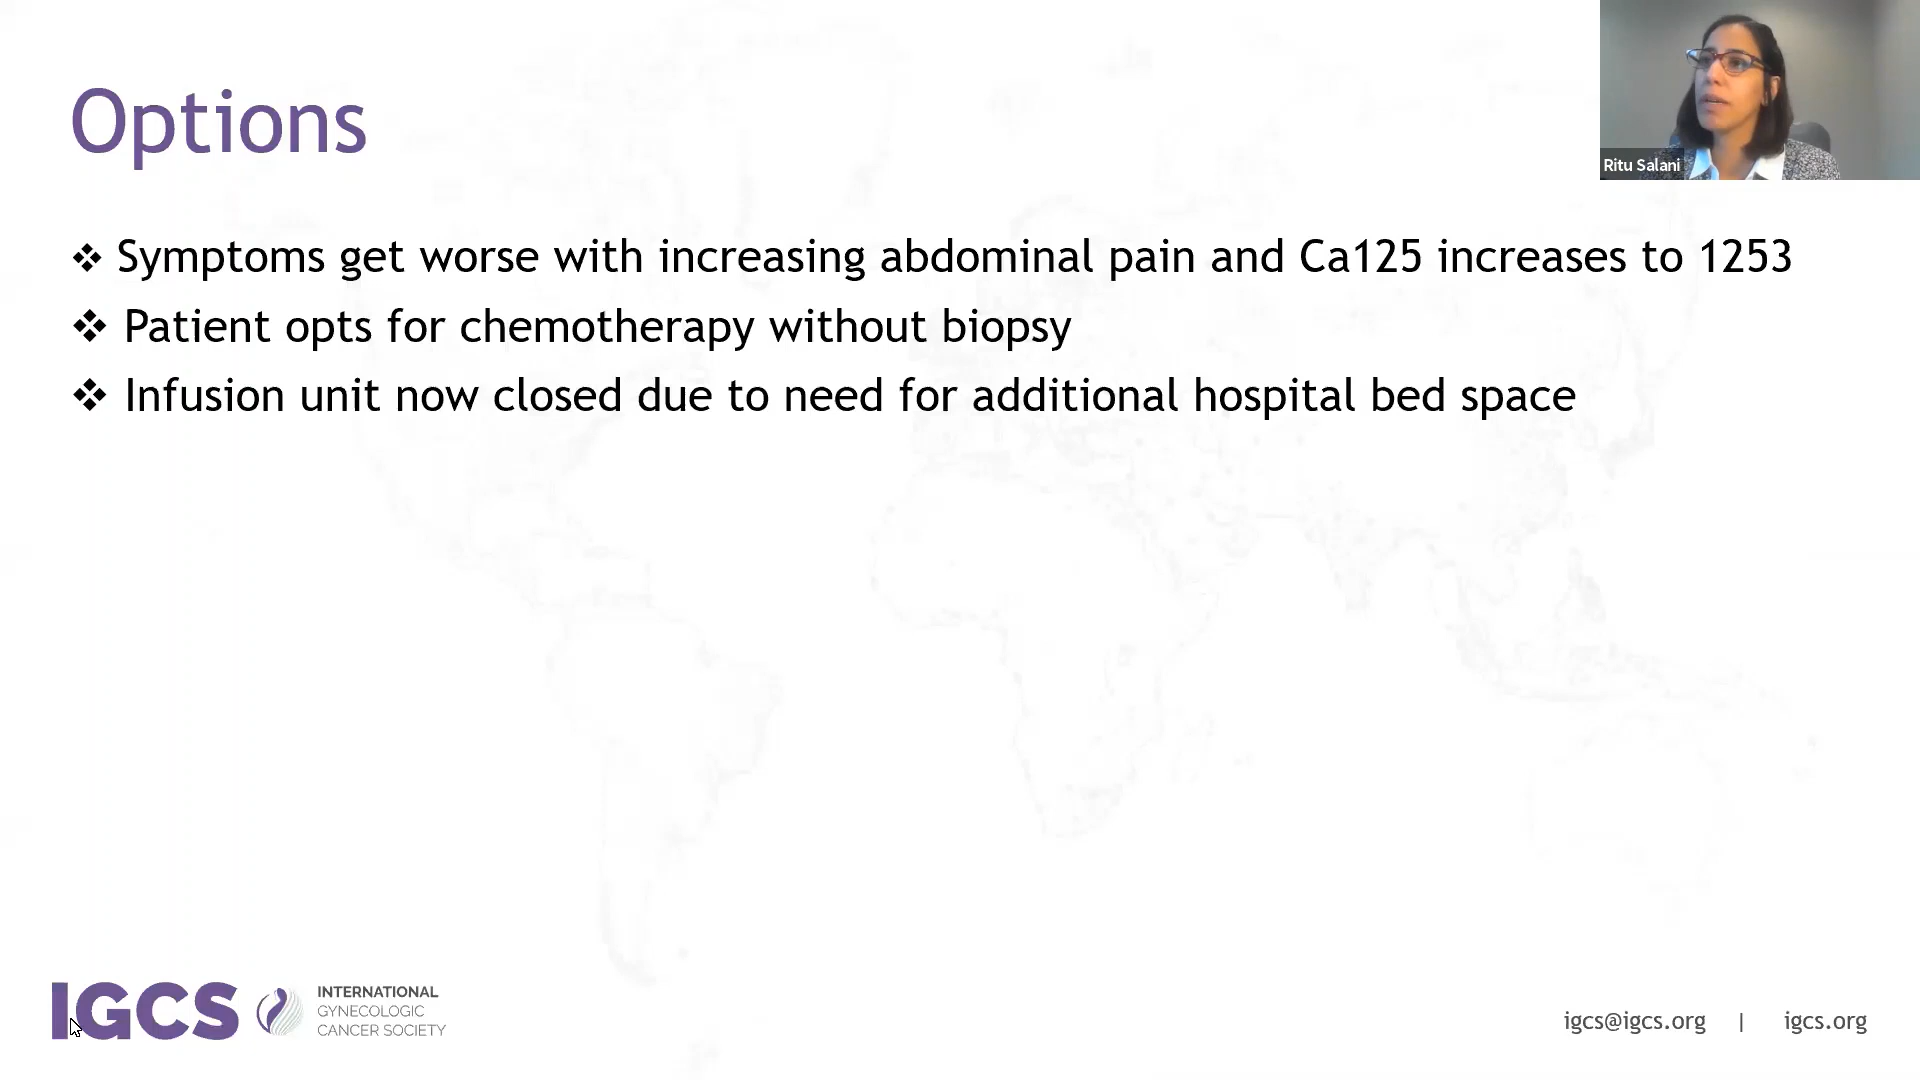 Options
Ritu Salani
❖ Symptoms get worse with increasing abdominal pain and Ca125 increases to 1253
❖ Patient opts for chemotherapy without biopsy
❖ Infusion unit now closed due to need for additional hospital bed space
IGCS
INTERNATIONAL
GYNECOLOGIC
CANCER SOCIETY
igcs@igcs.org | igcs.org